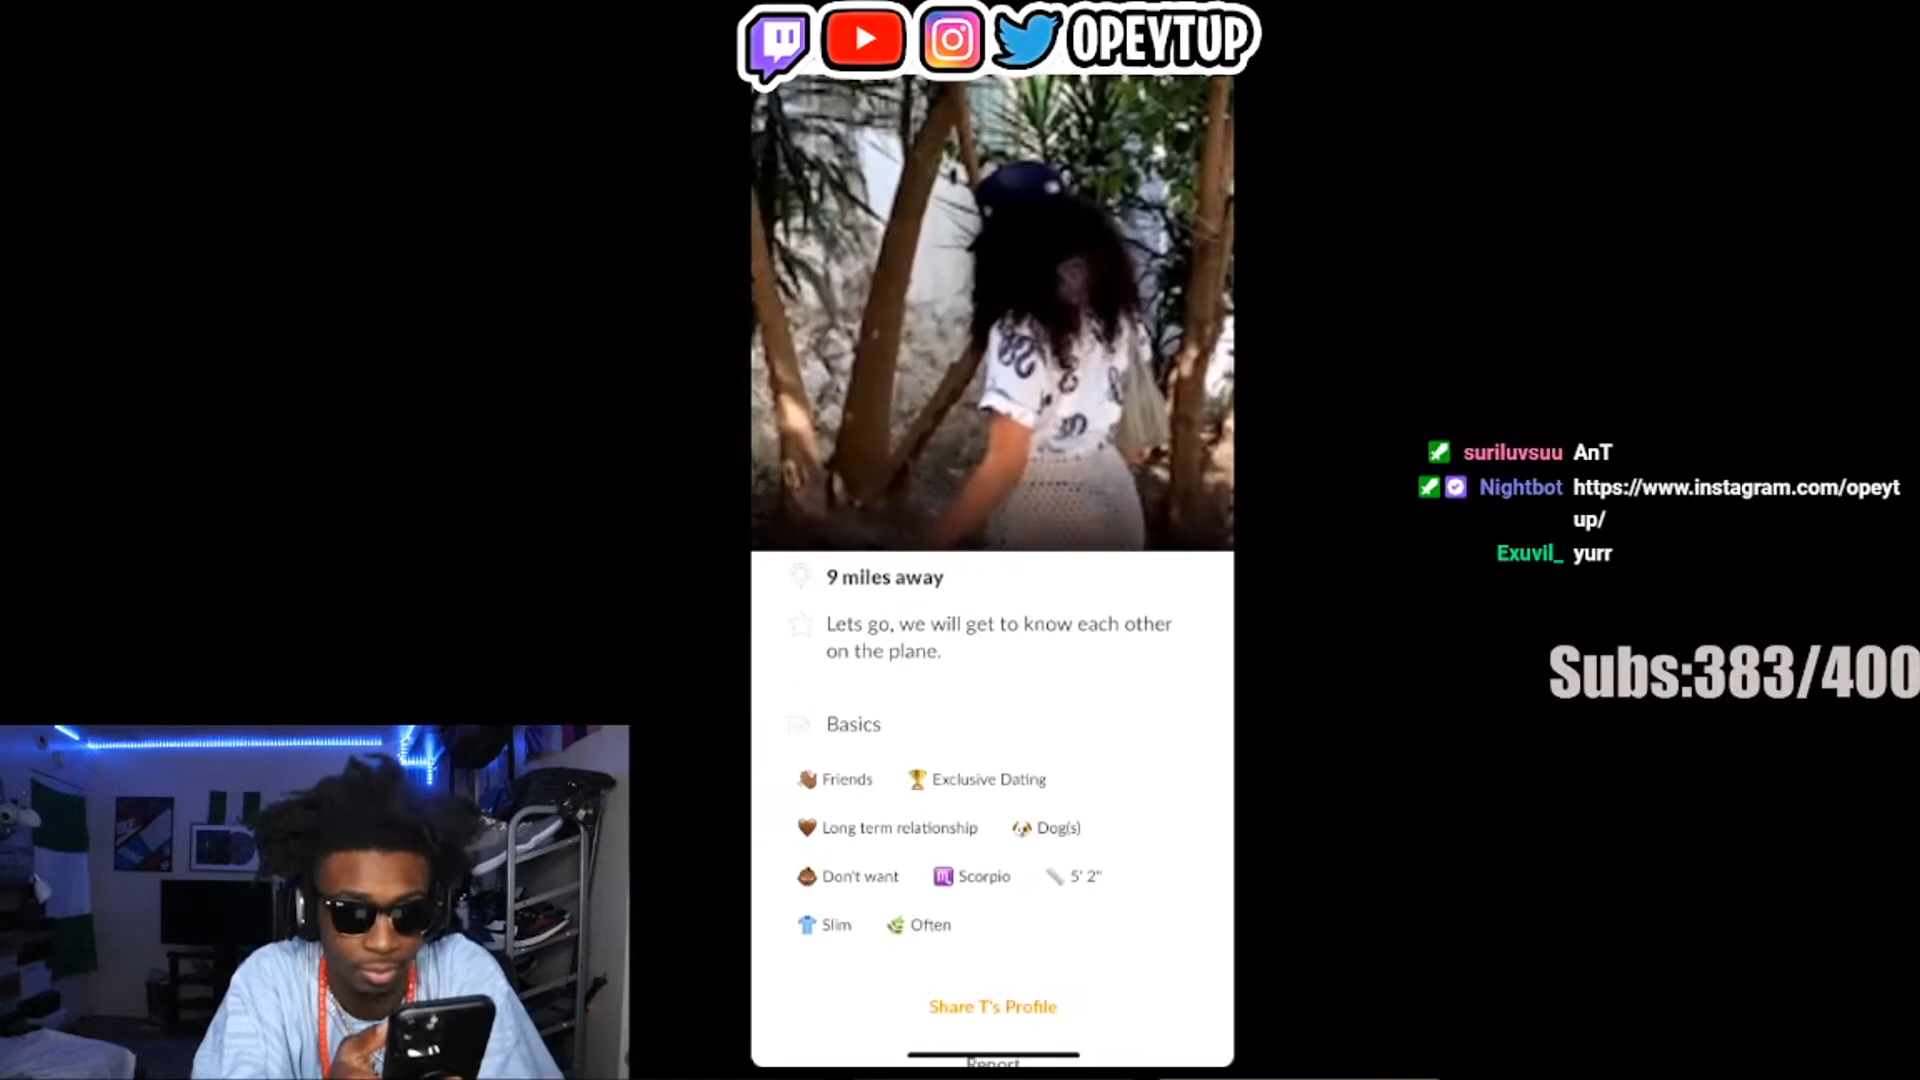 OPEYTUP
9 miles away
Lets go, we will get to know each other
on the plane.
Basics
Friends
Exclusive Dating
Long term relationship
Dog(s)
Don't want
Scorpio
5' 2"
Slim
Often
Share T's Profile
Report
suriluvsuu AnT
Nightbot https://www.instagram.com/opeyt
up/
Exuvil_ yurr
Subs:383/400